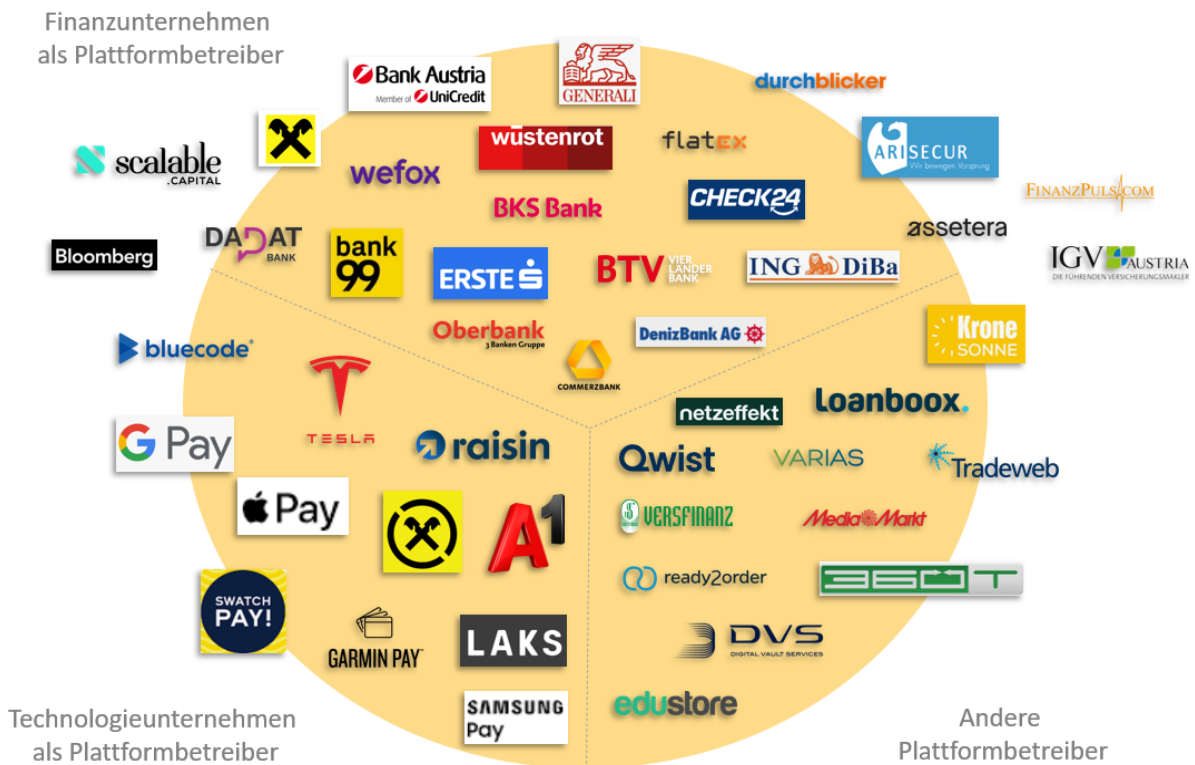 Finanzunternehmen
als Plattformbetreiber
Bank Austria
Member of UniCredit
GENERALI
durchblicker
scalable
.CAPITAL
wefox
wüstenrot
flatex
ARISECUR
Wir bewegen Vorsprung
FINANZPULS.COM
BKS Bank
CHECK24
assetera
Bloomberg
DADAT
BANK
bank
99
ERSTE
BTV VIER
LÄNDER
BANK
ING DiBa
IGV AUSTRIA
DIE FÜHRENDEN VERSICHERUNGSMAKLER
Oberbank
3 Banken Gruppe
DenizBank AG
COMMERZBANK
Krone
SONNE
bluecode
TESLA
G Pay
raisin
netzeffekt
Loanboox.
Qwist
VARIAS
Tradeweb
Pay
A1
VERSFINANZ
MediaMarkt
ready2order
360T
SWATCH
PAY!
GARMIN PAY™
LAKS
DVS
DIGITAL VAULT SERVICES
SAMSUNG
Pay
edustore
Technologieunternehmen
als Plattformbetreiber
Andere
Plattformbetreiber